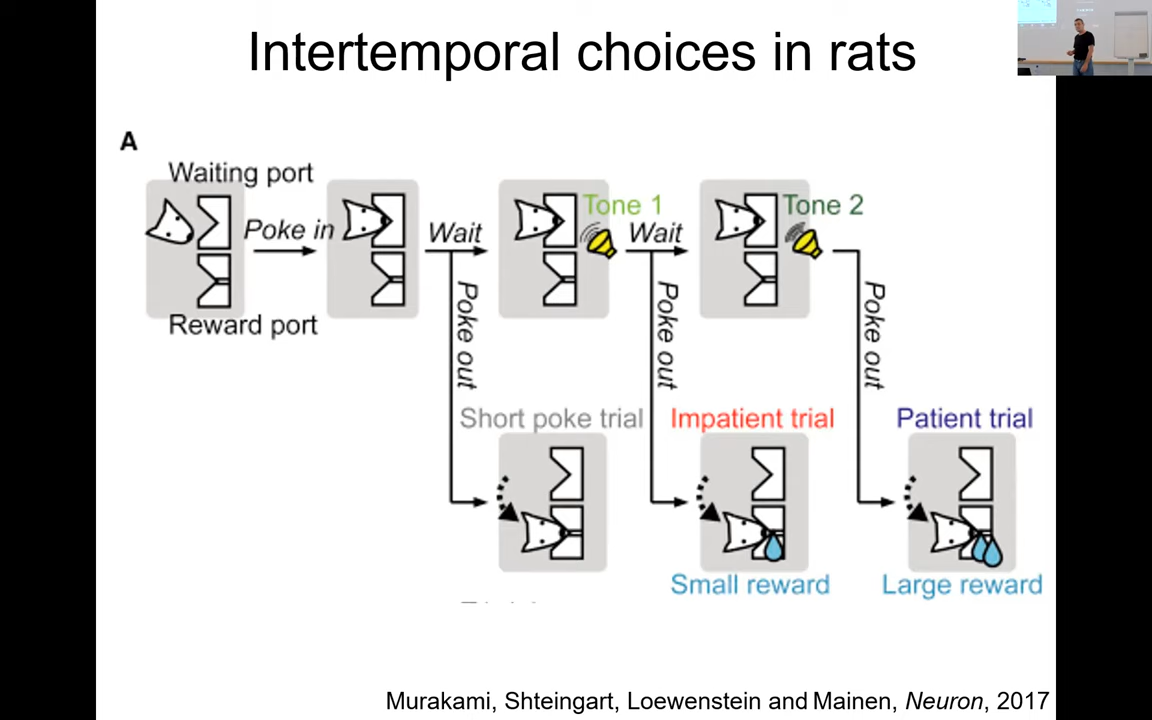 Intertemporal choices in rats
A
Waiting port
Poke in
Wait
Tone 1
Wait
Tone 2
Reward port
Poke out
Poke out
Poke out
Short poke trial
Impatient trial
Patient trial
Small reward
Large reward
Murakami, Shteingart, Loewenstein and Mainen, Neuron, 2017